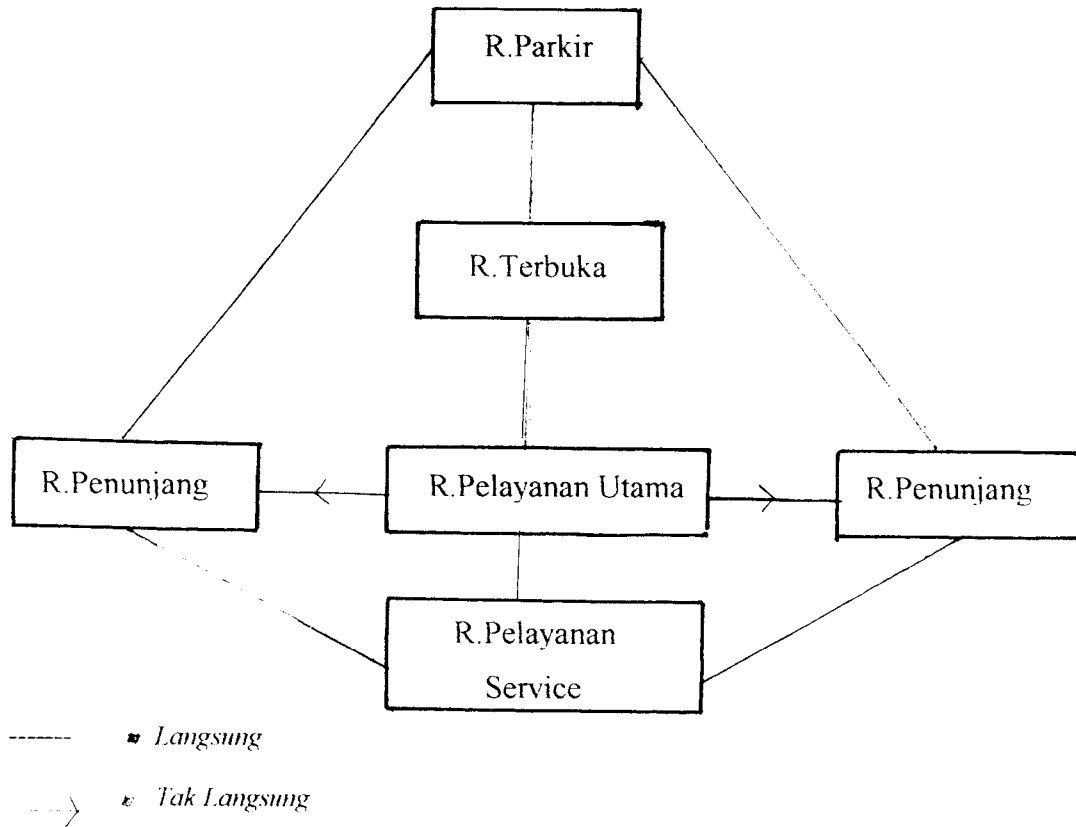 R.Parkir
R.Terbuka
R.Penunjang
R.Pelayanan Utama
R.Penunjang
R.Pelayanan
Service
Langsung
Tak Langsung